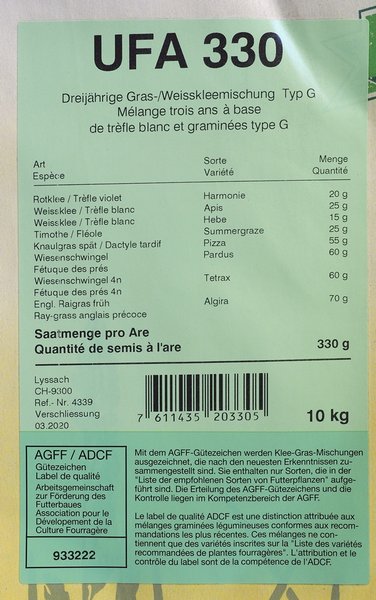 UFA 330
Dreijährige Gras-/Weisskleemischung Typ G
Mélange trois ans à base
de trèfle blanc et graminées type G
Art Sorte Menge
Espèce Variété Quantité
Rotklee / Trèfle violet Harmonie 20 g
Weissklee / Trèfle blanc Apis 25 g
Weissklee / Trèfle blanc Hebe 15 g
Timothe / Fléole Summergraze 25 g
Knaulgras spät / Dactyle tardif Pizza 55 g
Wiesenschwingel Pardus 60 g
Fétuque des prés
Wiesenschwingel 4n Tetrax 60 g
Fétuque des prés 4n
Engl. Raigras früh Algira 70 g
Ray-grass anglais précoce
Saatmenge pro Are
Quantité de semis à l'are 330 g
Lyssach
CH-9300
Ref.- Nr. 4339
Verschliessung
03.2020
7 611435 203305
10 kg
AGFF / ADCF
Gütezeichen
Label de qualité
Arbeitsgemeinschaft
zur Förderung des
Futterbaues
Association pour le
Dévelopement de la
Culture Fourragère
933222
Mit dem AGFF-Gütezeichen werden Klee-Gras-Mischungen
ausgezeichnet, die nach den neuesten Erkenntnissen zu-
sammengestellt sind. Sie enthalten nur Sorten, die in der
"Liste der empfohlenen Sorten von Futterpflanzen" aufge-
führt sind. Die Erteilung des AGFF-Gütezeichens und die
Kontrolle liegen im Kompetenzbereich der AGFF.
Le label de qualité ADCF est une distinction attribuée aux
mélanges graminées légumineuses conformes aux recom-
mandations les plus récentes. Ces mélanges ne con-
tiennent que des variétés inscrites sur la "Liste des variétés
recommandées de plantes fourragères". L'attribution et le
contrôle du label sont de la compétence de l'ADCF.